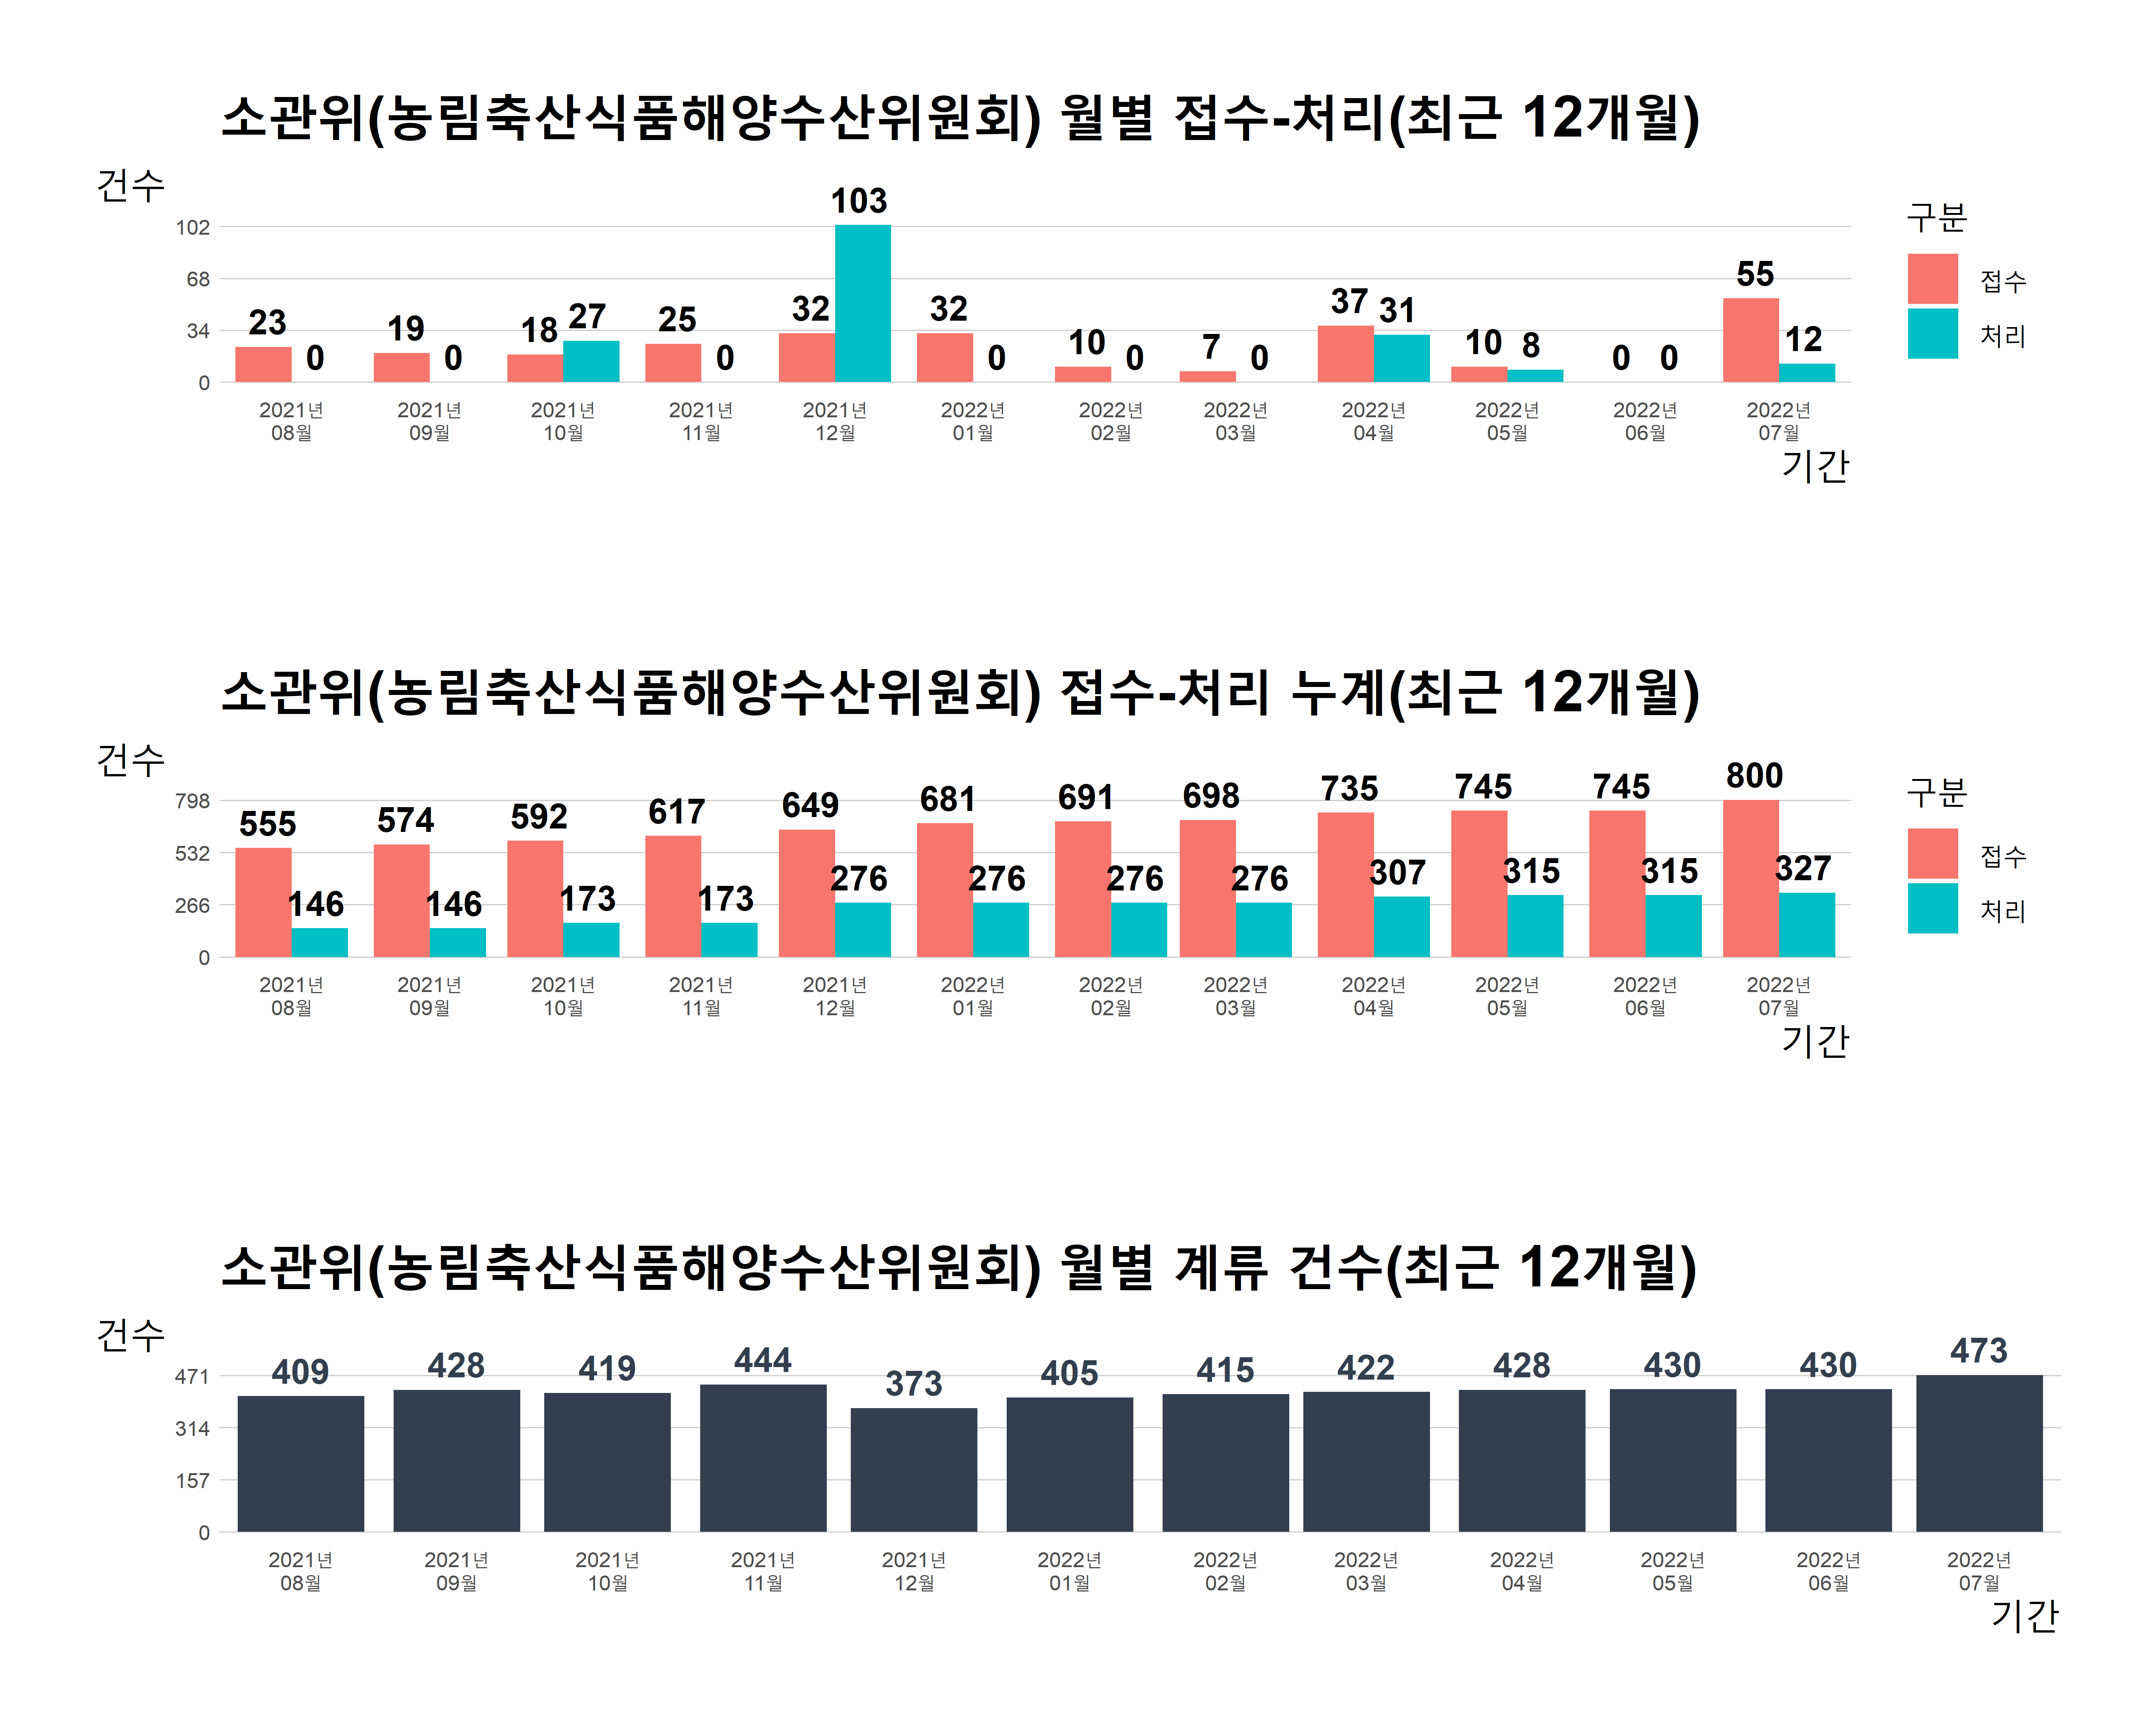 소관위(농림축산식품해양수산위원회) 월별 접수-처리(최근 12개월)
건수
102
68
34
0
23 0 19 0 18 27 25 0 32 103 32 0 10 0 7 0 37 31 10 8 0 0 55 12
2021년 2021년 2021년 2021년 2021년 2022년 2022년 2022년 2022년 2022년 2022년 2022년
08월 09월 10월 11월 12월 01월 02월 03월 04월 05월 06월 07월
기간
구분
접수
처리
소관위(농림축산식품해양수산위원회) 접수-처리 누계(최근 12개월)
건수
798
532
266
0
555 146 574 146 592 173 617 173 649 276 681 276 691 276 698 276 735 307 745 315 745 315 800 327
2021년 2021년 2021년 2021년 2021년 2022년 2022년 2022년 2022년 2022년 2022년 2022년
08월 09월 10월 11월 12월 01월 02월 03월 04월 05월 06월 07월
기간
구분
접수
처리
소관위(농림축산식품해양수산위원회) 월별 계류 건수(최근 12개월)
건수
471
314
157
0
409 428 419 444 373 405 415 422 428 430 430 473
2021년 2021년 2021년 2021년 2021년 2022년 2022년 2022년 2022년 2022년 2022년 2022년
08월 09월 10월 11월 12월 01월 02월 03월 04월 05월 06월 07월
기간